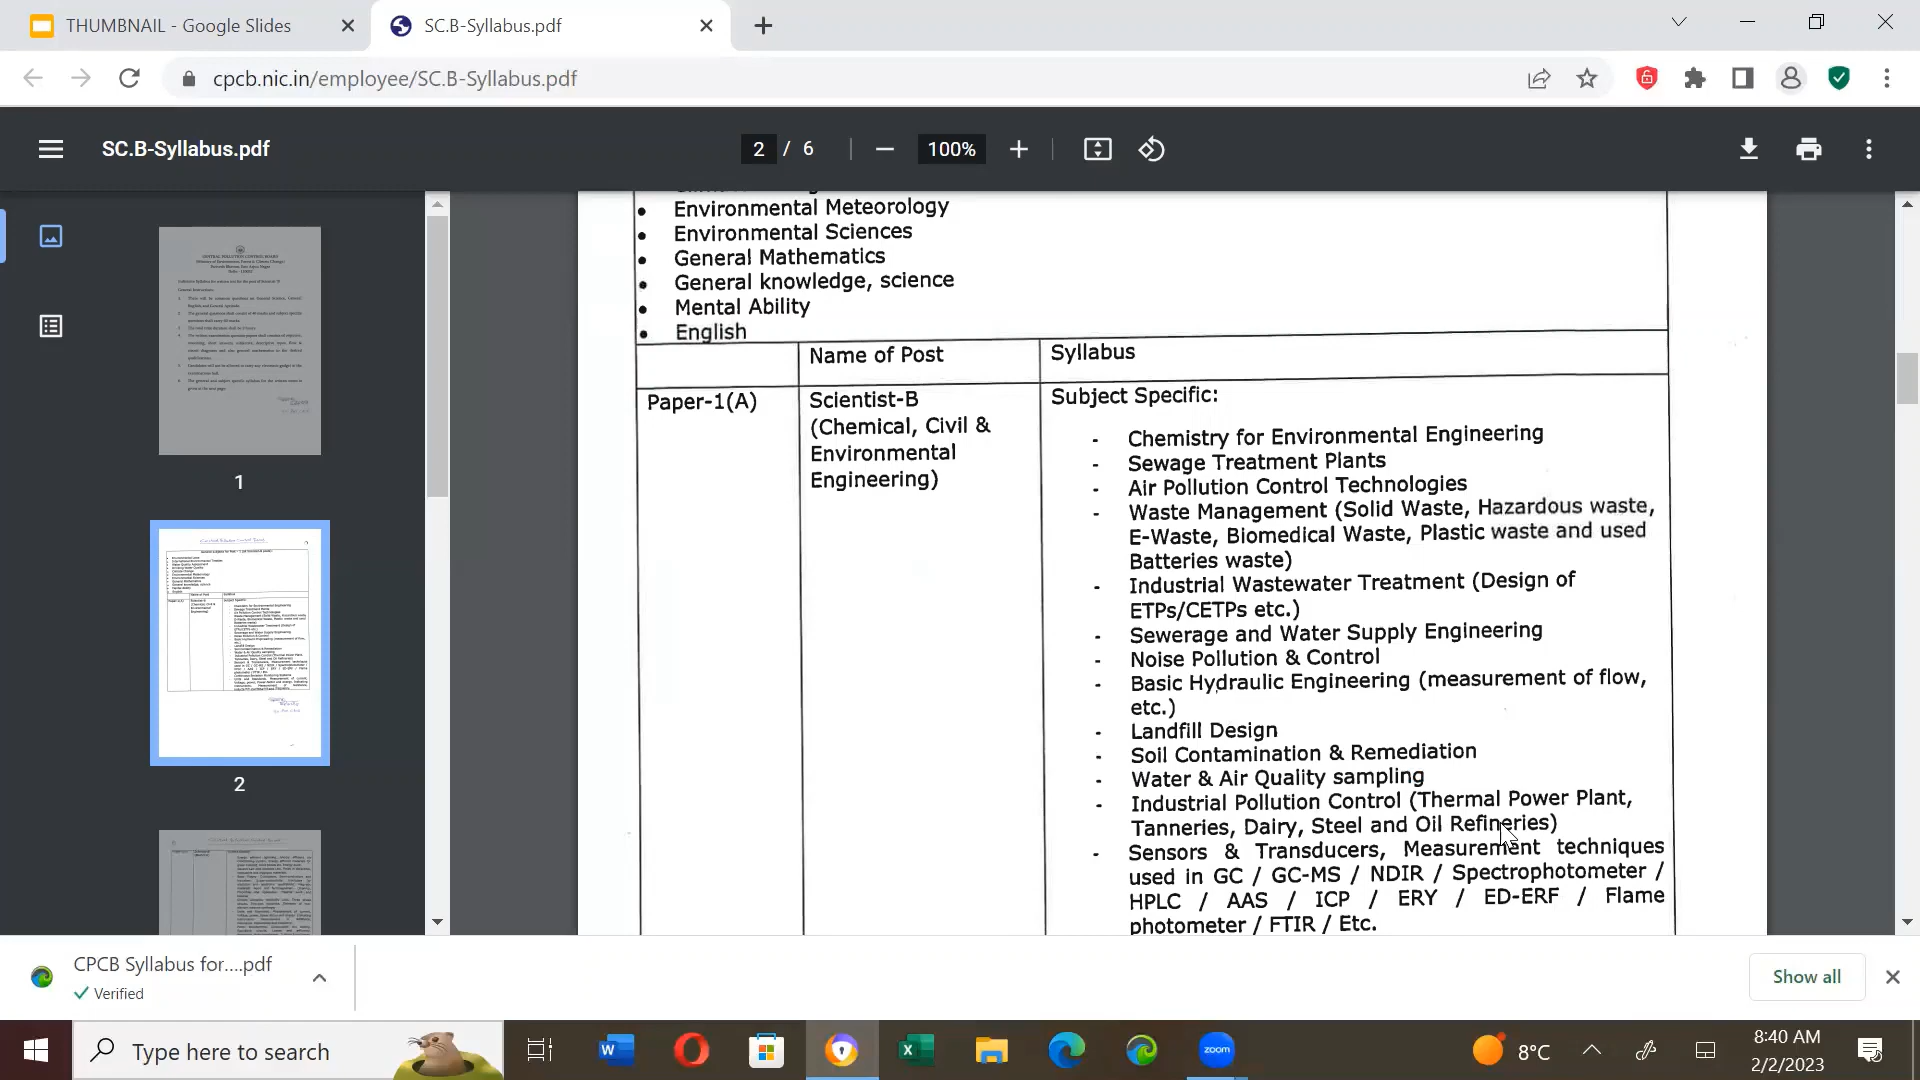 THUMBNAIL - Google Slides
SC.B-Syllabus.pdf
cpcb.nic.in/employee/SC.B-Syllabus.pdf
SC.B-Syllabus.pdf
2 / 6
100%
Environmental Meteorology
Environmental Sciences
General Mathematics
General knowledge, science
Mental Ability
English
Name of Post
Syllabus
Paper-1(A)
Scientist-B
(Chemical, Civil &
Environmental
Engineering)
Subject Specific:
- Chemistry for Environmental Engineering
- Sewage Treatment Plants
- Air Pollution Control Technologies
- Waste Management (Solid Waste, Hazardous waste,
E-Waste, Biomedical Waste, Plastic waste and used
Batteries waste)
- Industrial Wastewater Treatment (Design of
ETPs/CETPs etc.)
- Sewerage and Water Supply Engineering
- Noise Pollution & Control
- Basic Hydraulic Engineering (measurement of flow,
etc.)
- Landfill Design
- Soil Contamination & Remediation
- Water & Air Quality sampling
- Industrial Pollution Control (Thermal Power Plant,
Tanneries, Dairy, Steel and Oil Refineries)
- Sensors & Transducers, Measurement techniques
used in GC / GC-MS / NDIR / Spectrophotometer /
HPLC / AAS / ICP / ERY / ED-ERF / Flame
photometer / FTIR / Etc.
1
2
CPCB Syllabus for....pdf
Verified
Show all
Type here to search
zoom
8°C
8:40 AM
2/2/2023